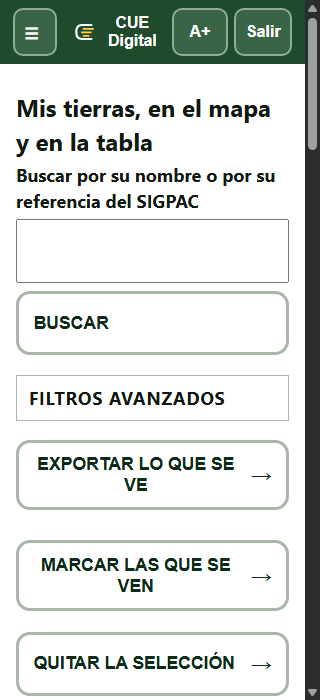 ☰
CUE
Digital
A+
Salir
Mis tierras, en el mapa
y en la tabla
Buscar por su nombre o por su
referencia del SIGPAC
BUSCAR
FILTROS AVANZADOS
EXPORTAR LO QUE SE
VE →
MARCAR LAS QUE SE
VEN →
QUITAR LA SELECCIÓN →